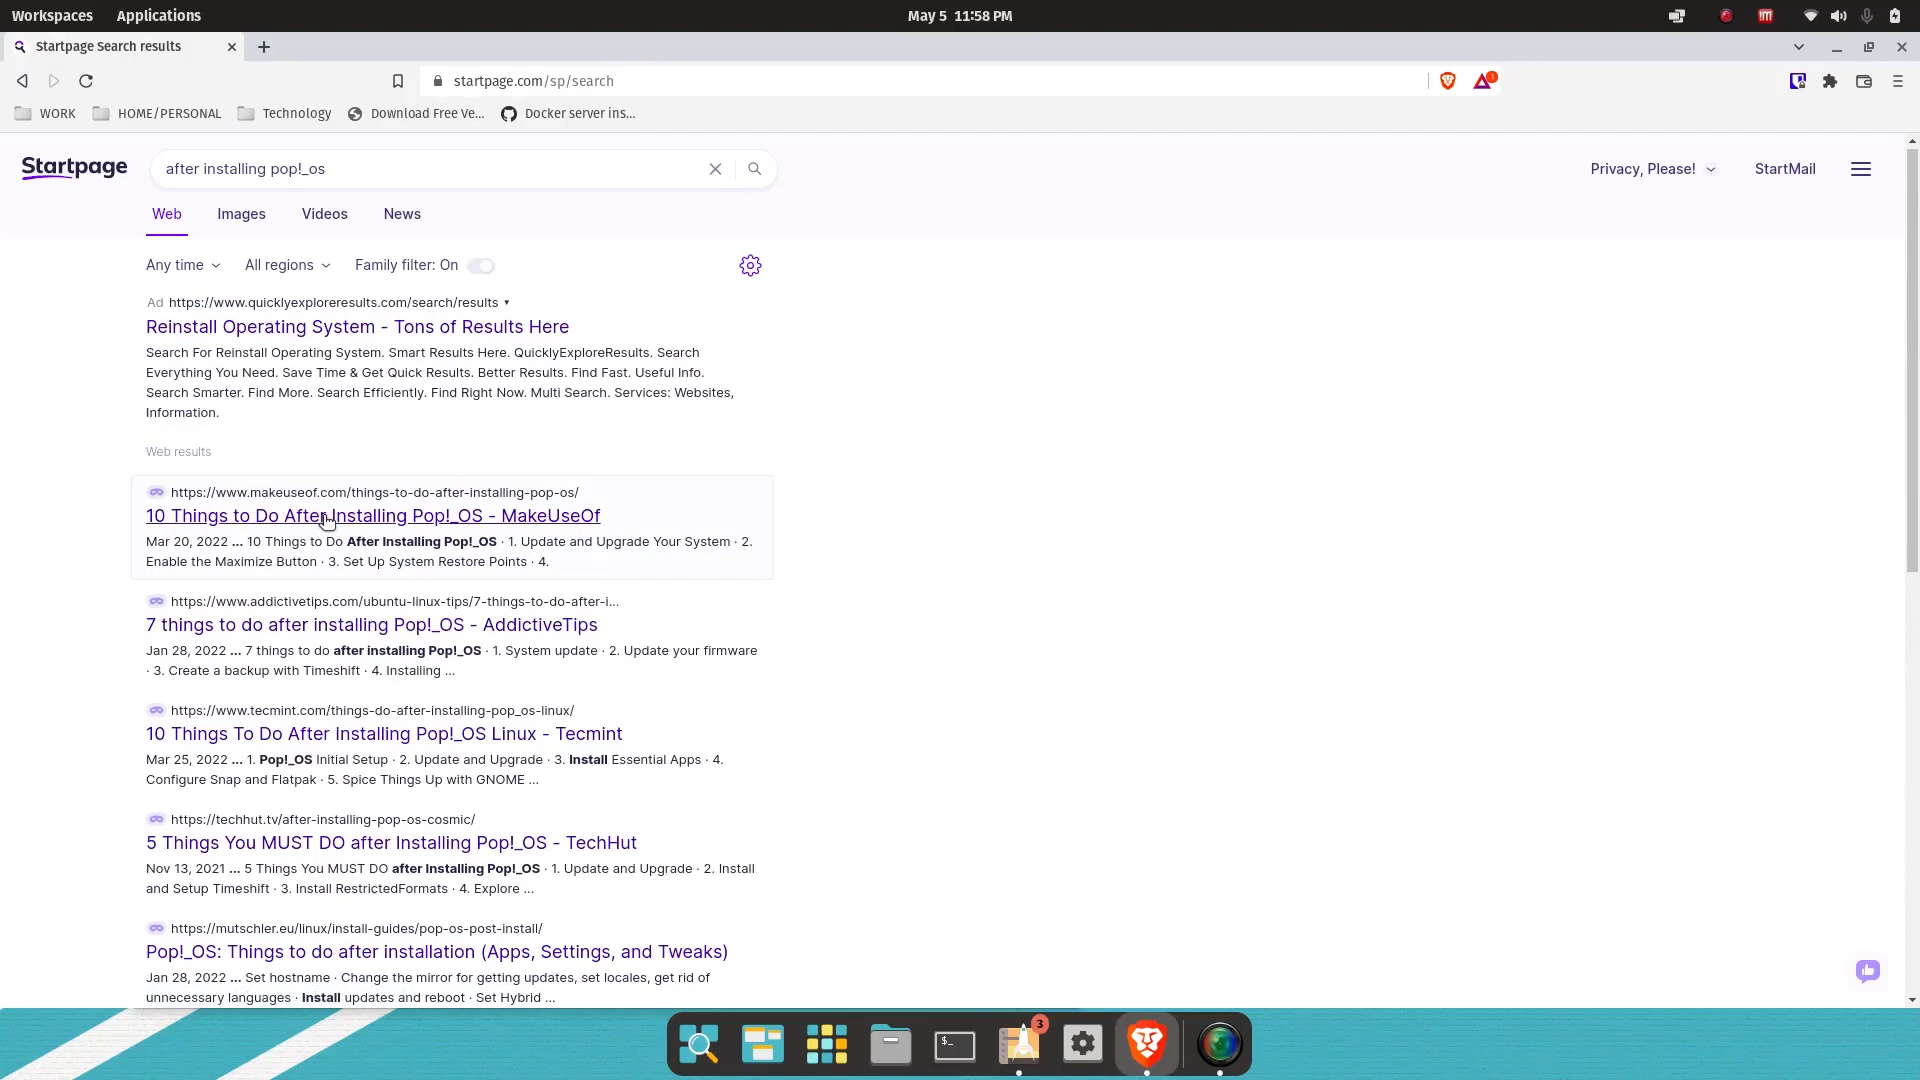 Workspaces Applications May 5 11:58 PM
Startpage Search results
startpage.com/sp/search 1
WORK HOME/PERSONAL Technology Download Free Ve... Docker server ins...
Startpage after installing pop!_os Privacy, Please! StartMail
Web Images Videos News
Any time All regions Family filter: On
Ad https://www.quicklyexploreresults.com/search/results
Reinstall Operating System - Tons of Results Here
Search For Reinstall Operating System. Smart Results Here. QuicklyExploreResults. Search
Everything You Need. Save Time & Get Quick Results. Better Results. Find Fast. Useful Info.
Search Smarter. Find More. Search Efficiently. Find Right Now. Multi Search. Services: Websites,
Information.
Web results
https://www.makeuseof.com/things-to-do-after-installing-pop-os/
10 Things to Do After Installing Pop!_OS - MakeUseOf
Mar 20, 2022 ... 10 Things to Do After Installing Pop!_OS · 1. Update and Upgrade Your System · 2.
Enable the Maximize Button · 3. Set Up System Restore Points · 4.
https://www.addictivetips.com/ubuntu-linux-tips/7-things-to-do-after-i...
7 things to do after installing Pop!_OS - AddictiveTips
Jan 28, 2022 ... 7 things to do after installing Pop!_OS · 1. System update · 2. Update your firmware
· 3. Create a backup with Timeshift · 4. Installing ...
https://www.tecmint.com/things-do-after-installing-pop_os-linux/
10 Things To Do After Installing Pop!_OS Linux - Tecmint
Mar 25, 2022 ... 1. Pop!_OS Initial Setup · 2. Update and Upgrade · 3. Install Essential Apps · 4.
Configure Snap and Flatpak · 5. Spice Things Up with GNOME ...
https://techhut.tv/after-installing-pop-os-cosmic/
5 Things You MUST DO after Installing Pop!_OS - TechHut
Nov 13, 2021 ... 5 Things You MUST DO after Installing Pop!_OS · 1. Update and Upgrade · 2. Install
and Setup Timeshift · 3. Install RestrictedFormats · 4. Explore ...
https://mutschler.eu/linux/install-guides/pop-os-post-install/
Pop!_OS: Things to do after installation (Apps, Settings, and Tweaks)
Jan 28, 2022 ... Set hostname · Change the mirror for getting updates, set locales, get rid of
unnecessary languages · Install updates and reboot · Set Hybrid ...
$_ 3